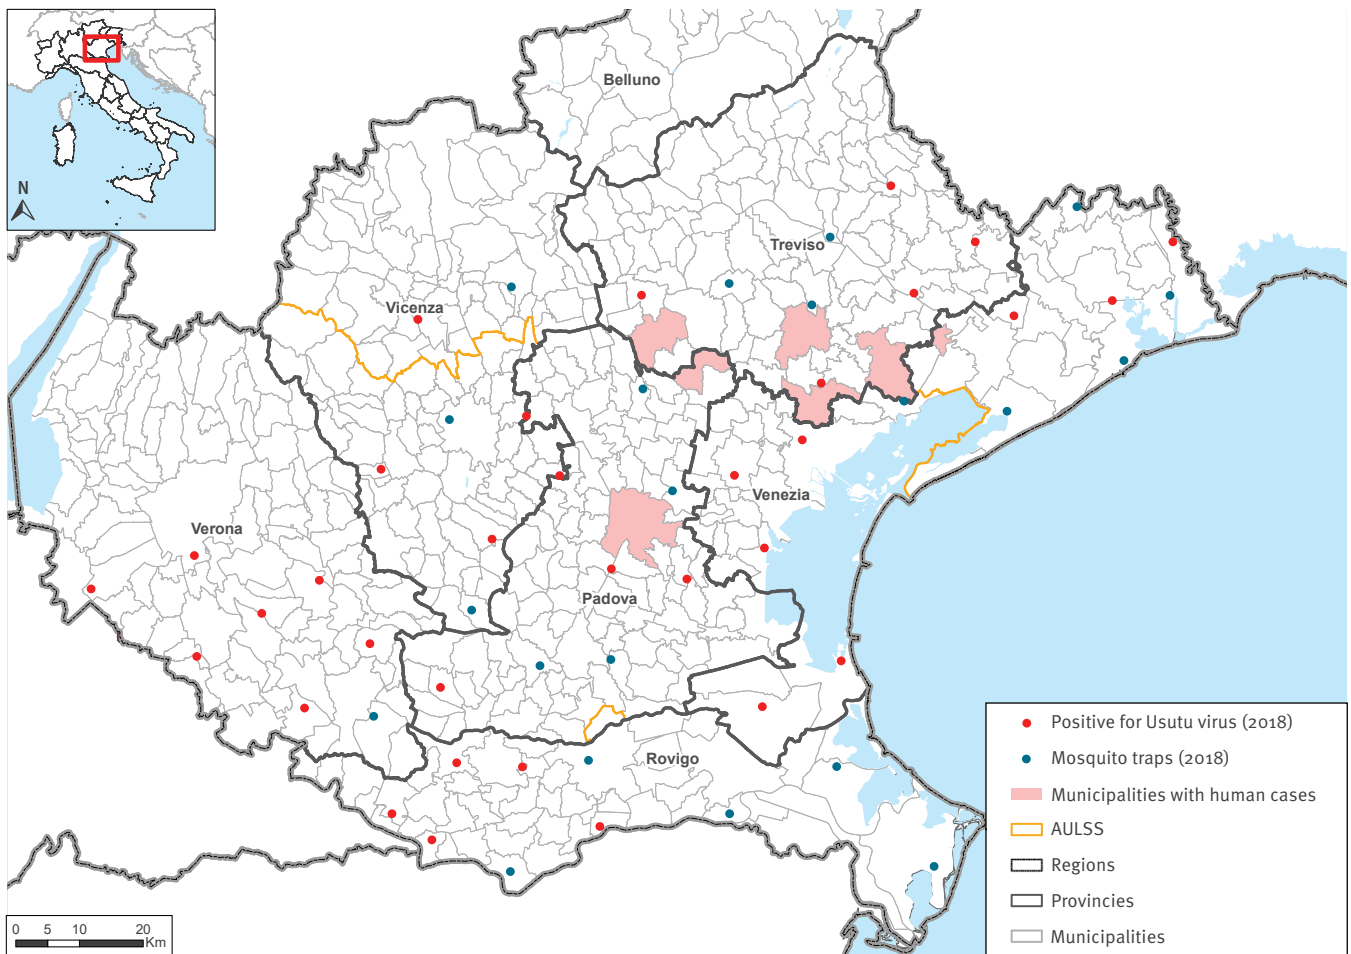 N
Belluno
Treviso
Vicenza
Venezia
Verona
Padova
Rovigo
Positive for Usutu virus (2018)
Mosquito traps (2018)
Municipalities with human cases
AULSS
Regions
Provincies
Municipalities
0 5 10 20
Km